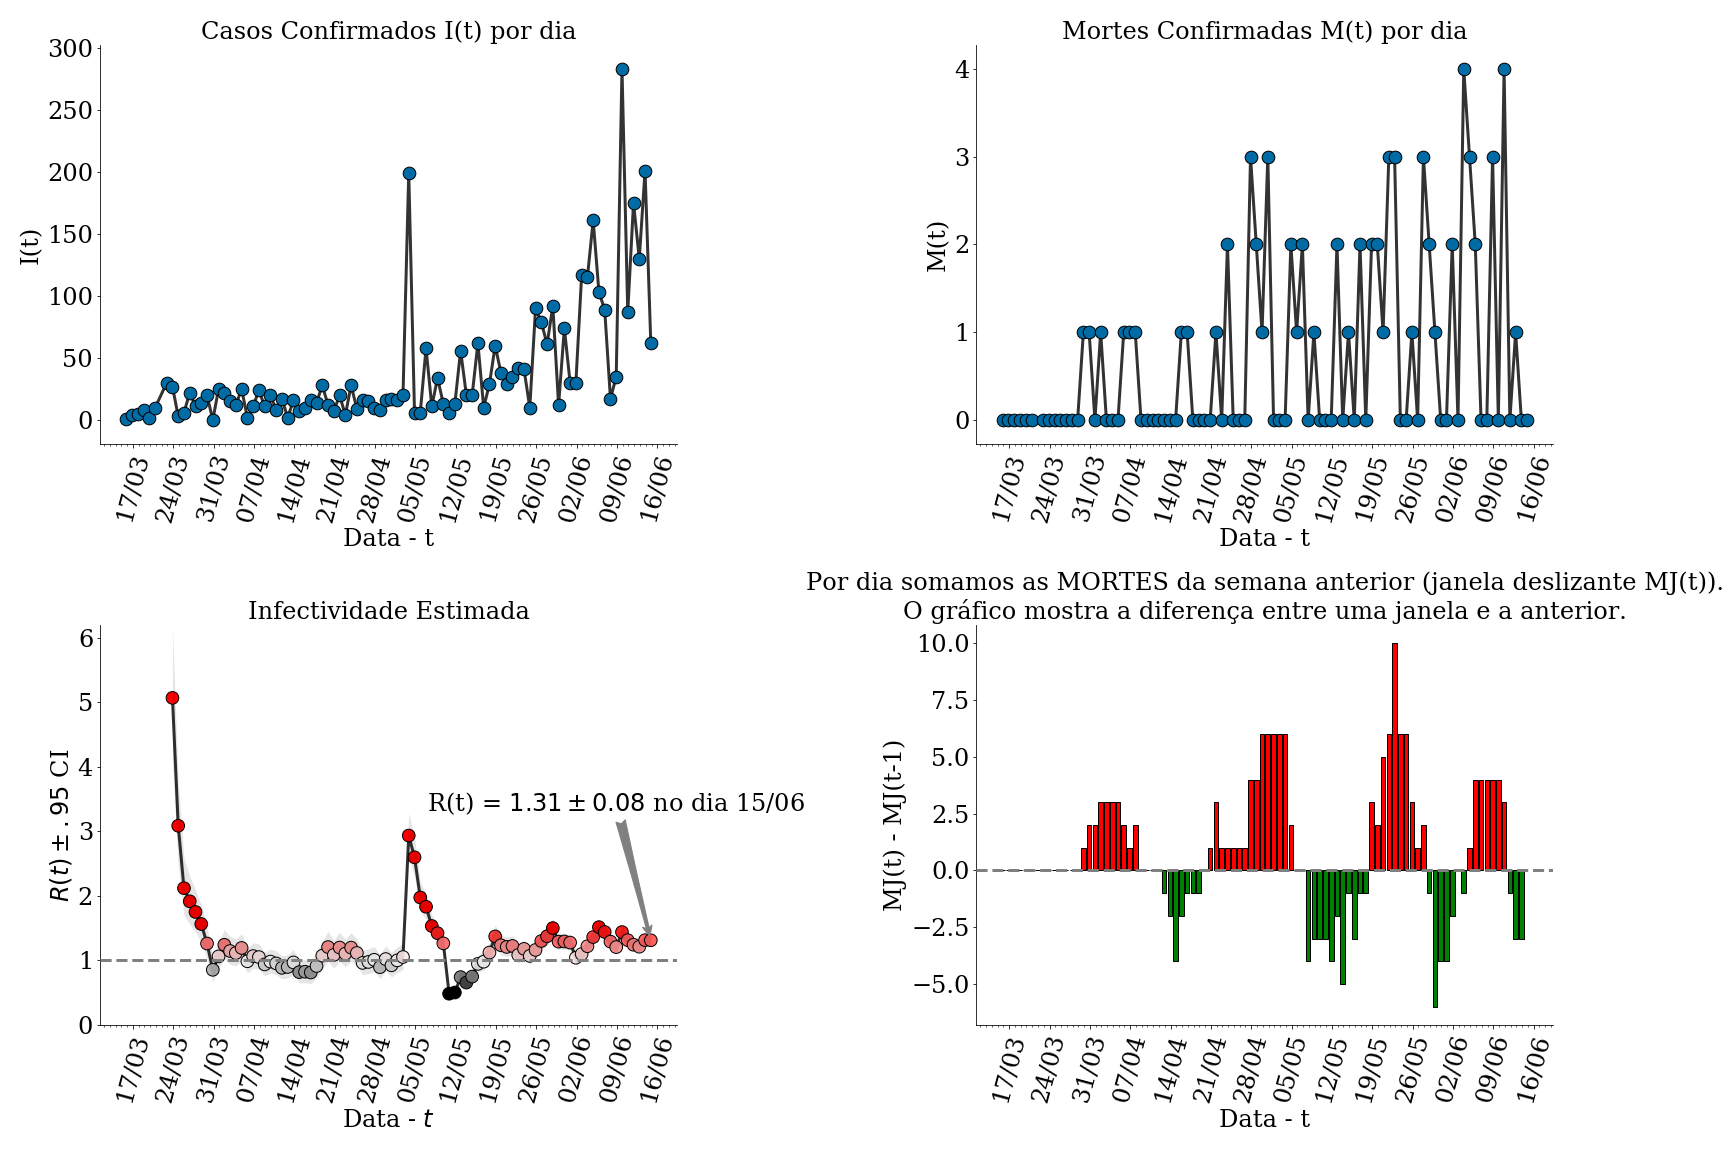 Casos Confirmados I(t) por dia
300
250
200
150
100
50
0
I(t)
17/03 24/03 31/03 07/04 14/04 21/04 28/04 05/05 12/05 19/05 26/05 02/06 09/06 16/06
Data - t
Mortes Confirmadas M(t) por dia
4
3
2
1
0
M(t)
17/03 24/03 31/03 07/04 14/04 21/04 28/04 05/05 12/05 19/05 26/05 02/06 09/06 16/06
Data - t
Infectividade Estimada
6
5
4
3
2
1
0
R(t) ± .95 CI
R(t) = 1.31 ± 0.08 no dia 15/06
17/03 24/03 31/03 07/04 14/04 21/04 28/04 05/05 12/05 19/05 26/05 02/06 09/06 16/06
Data - t
Por dia somamos as MORTES da semana anterior (janela deslizante MJ(t)).
O gráfico mostra a diferença entre uma janela e a anterior.
10.0
7.5
5.0
2.5
0.0
−2.5
−5.0
MJ(t) - MJ(t-1)
17/03 24/03 31/03 07/04 14/04 21/04 28/04 05/05 12/05 19/05 26/05 02/06 09/06 16/06
Data - t